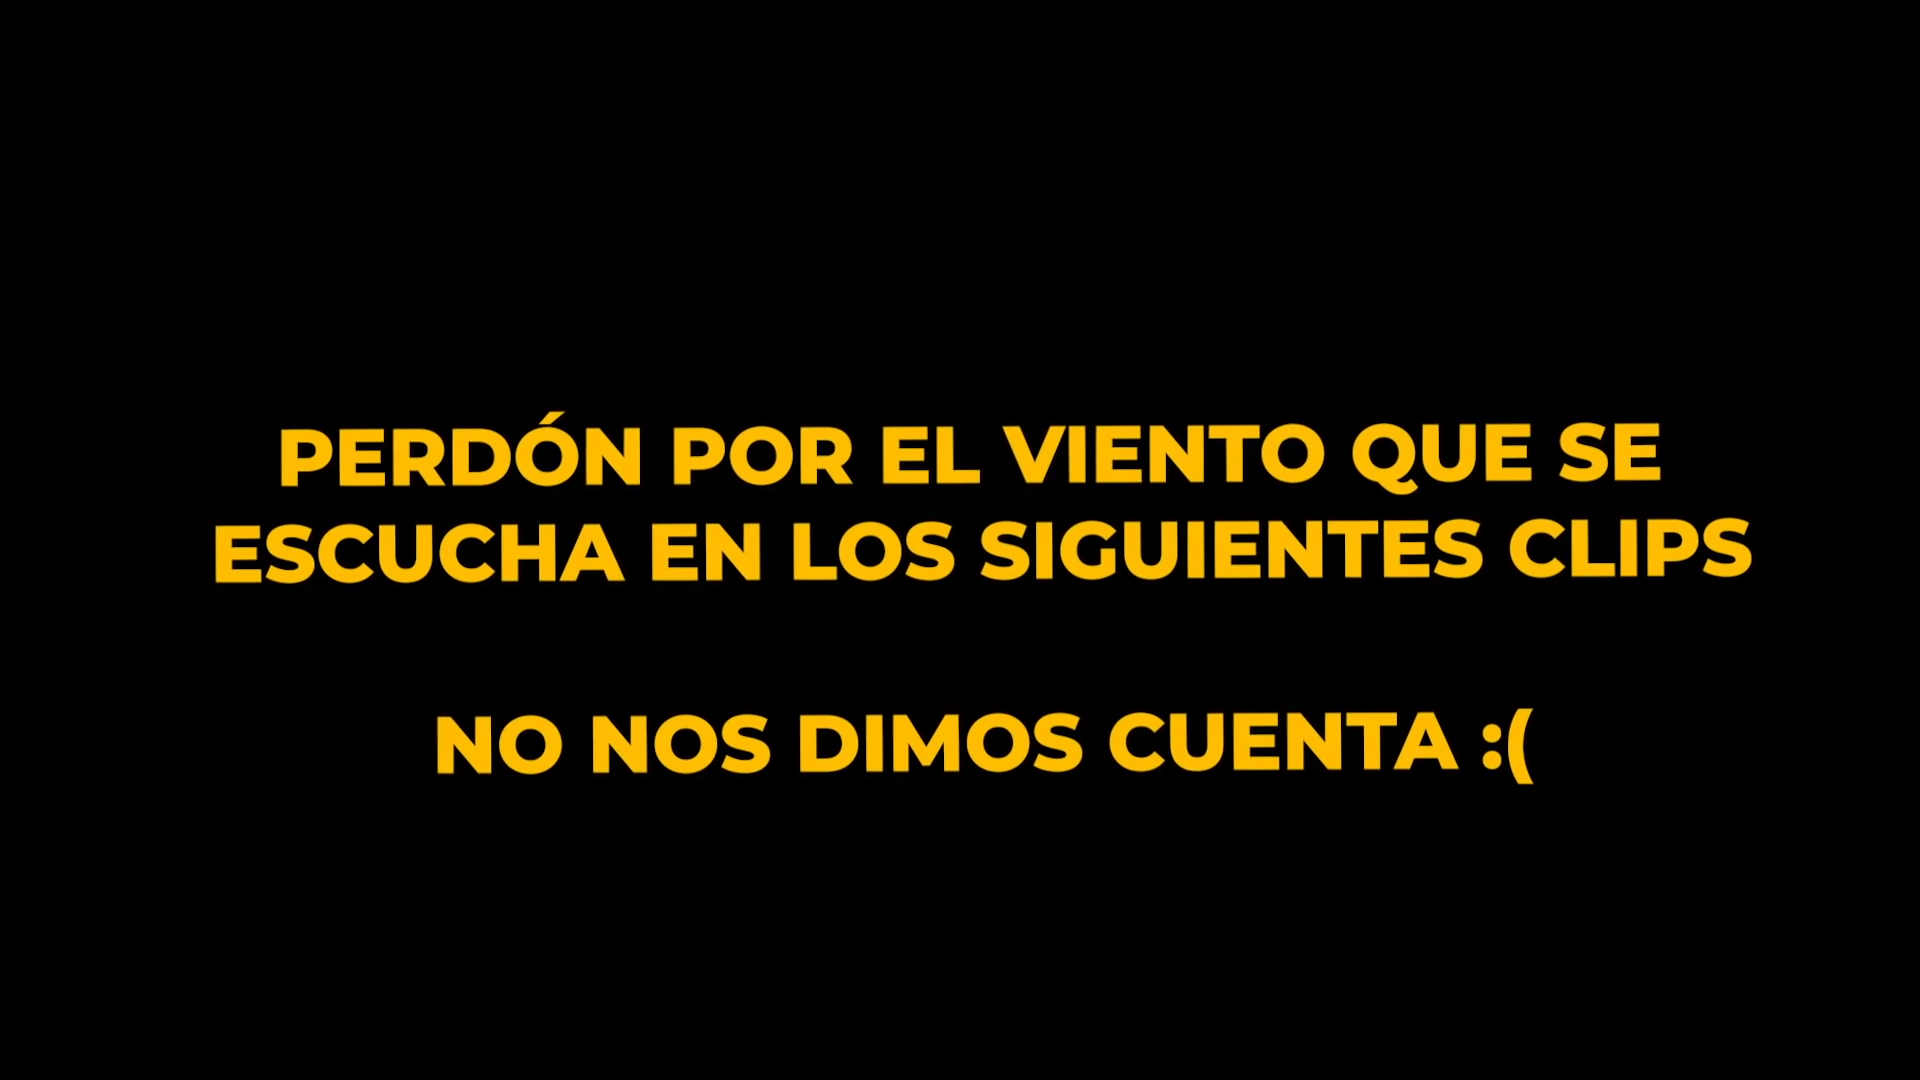 PERDÓN POR EL VIENTO QUE SE
ESCUCHA EN LOS SIGUIENTES CLIPS
NO NOS DIMOS CUENTA :(